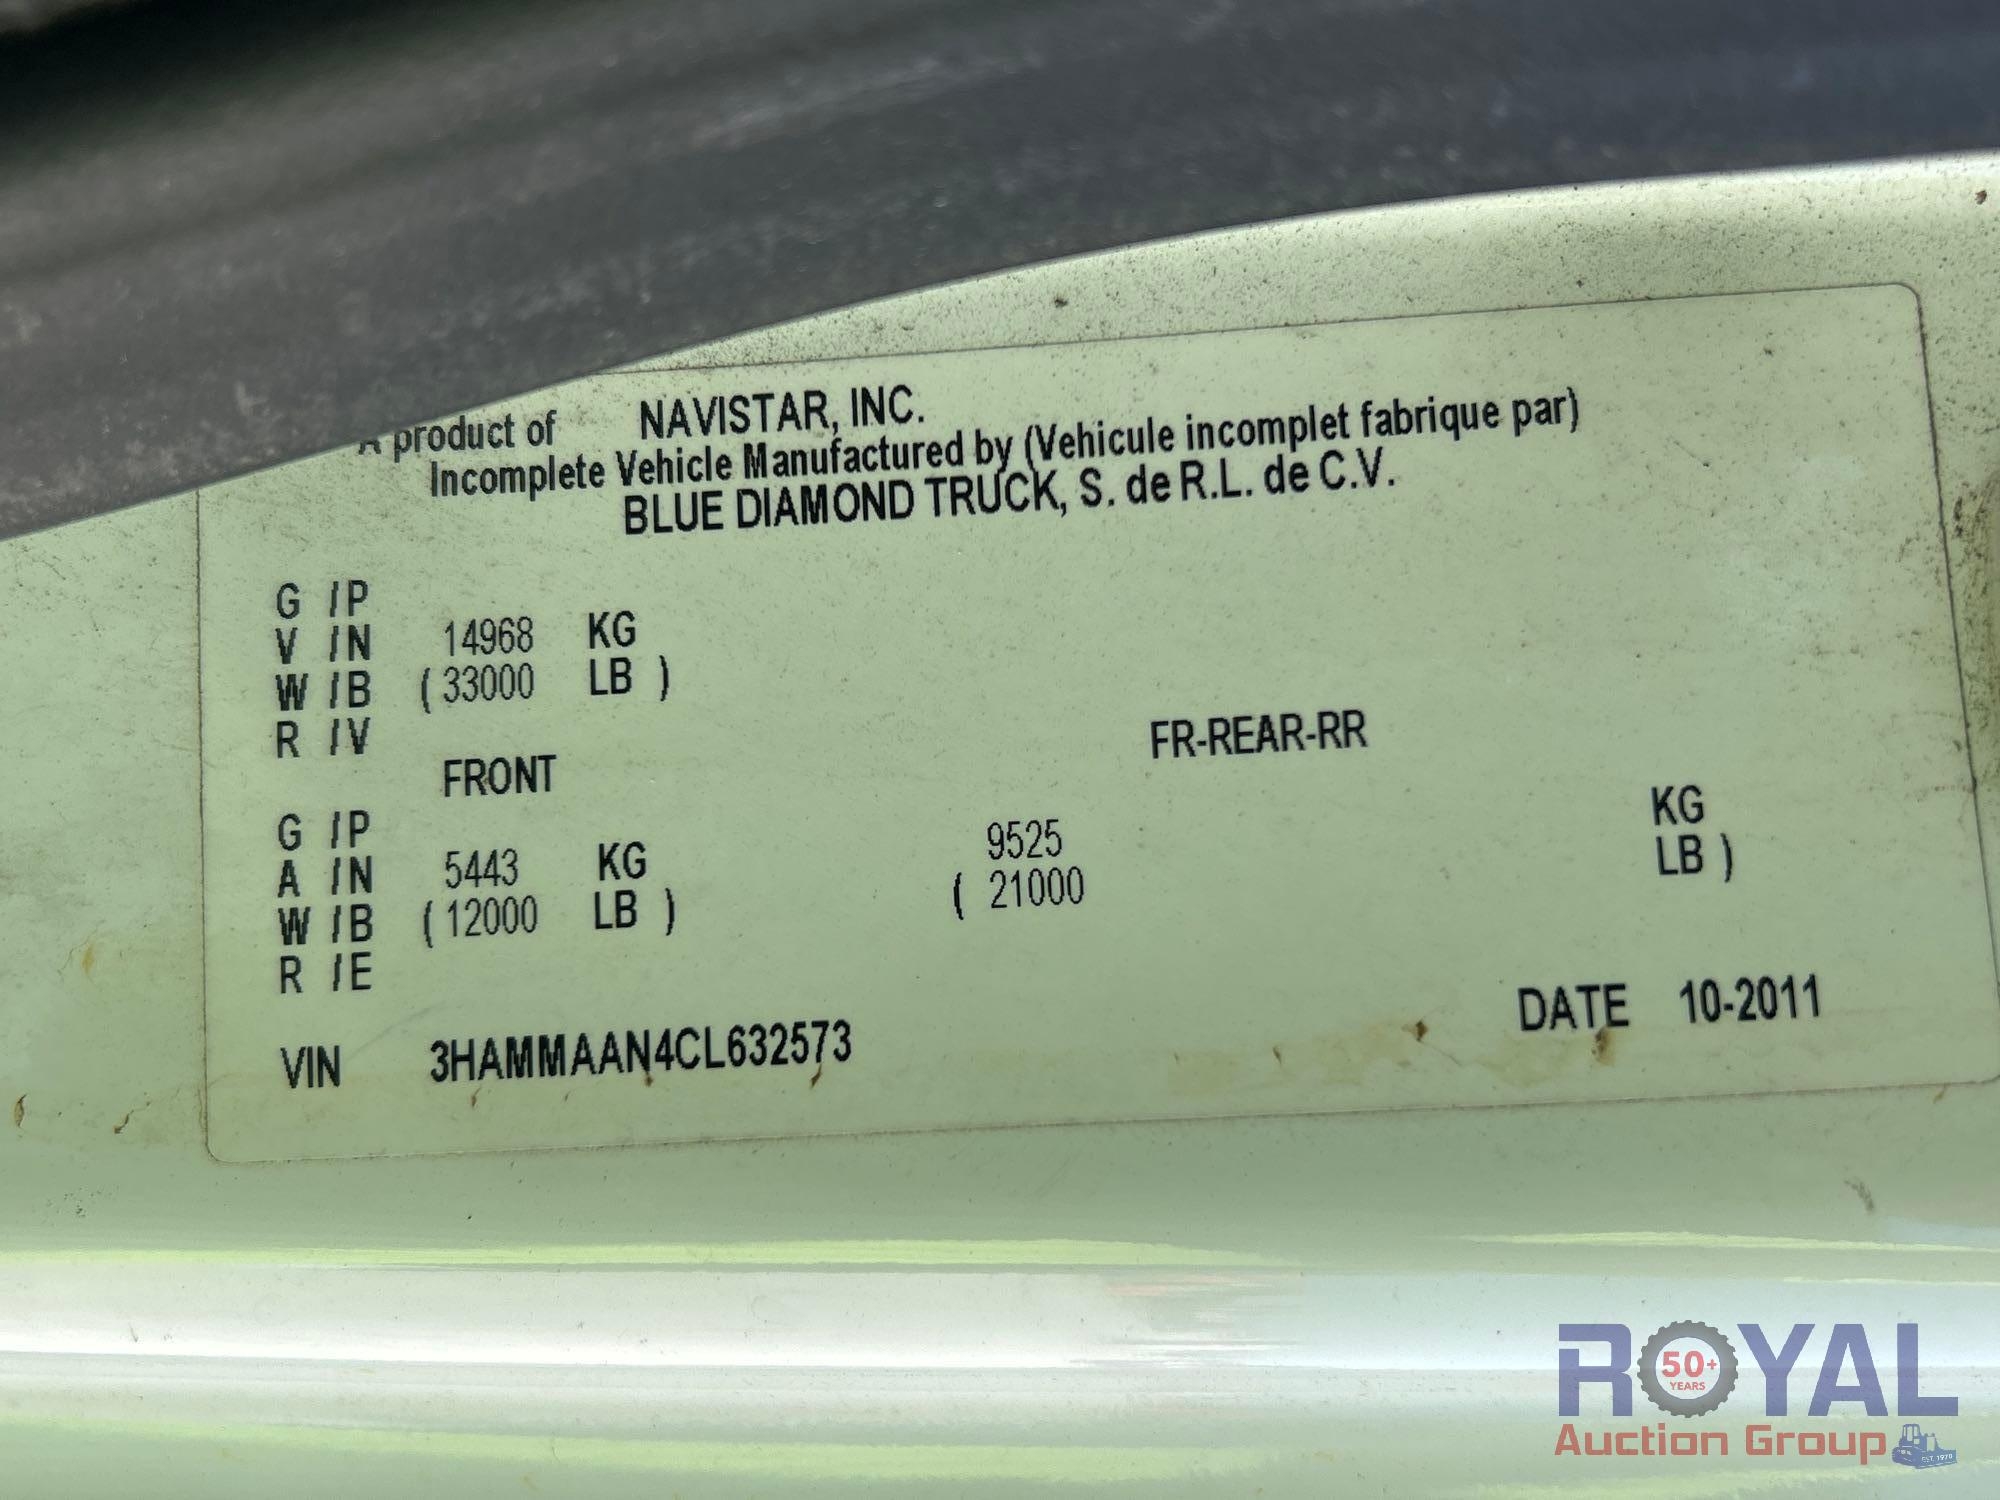 A product of NAVISTAR, INC.
Incomplete Vehicle Manufactured by (Vehicule incomplet fabrique par)
BLUE DIAMOND TRUCK, S. de R.L. de C.V.
G /P
V /N 14968 KG
W /B ( 33000 LB )
R /V
FRONT FR-REAR-RR
G /P
A /N 5443 KG 9525 KG
W /B ( 12000 LB ) ( 21000 LB )
R /E
VIN 3HAMMAAN4CL632573 DATE 10-2011
ROYAL
50+
YEARS
Auction Group
EST. 1970